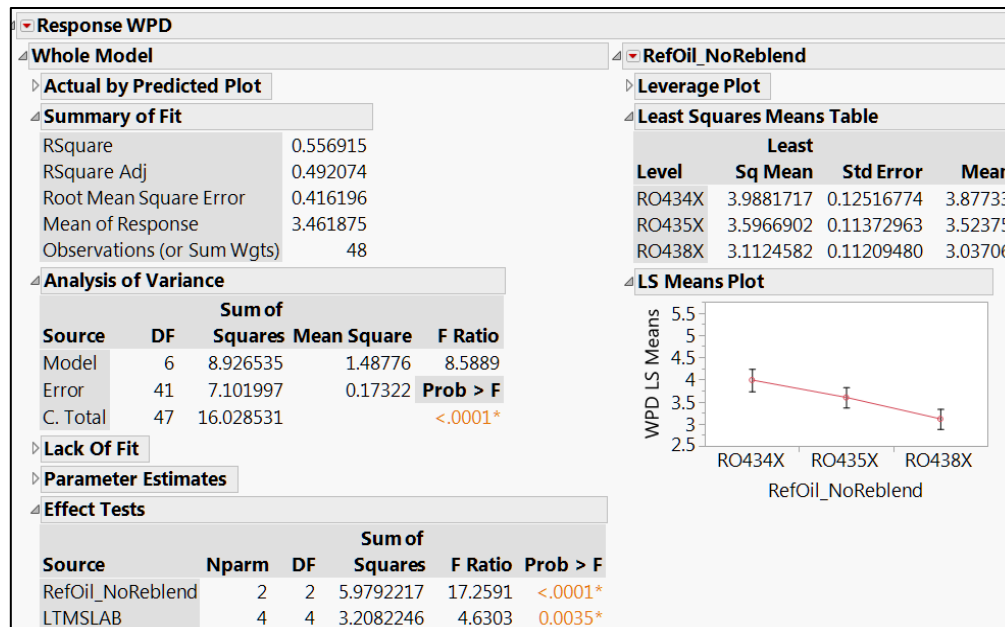 Response WPD
Whole Model
Actual by Predicted Plot
Summary of Fit
RSquare 0.556915
RSquare Adj 0.492074
Root Mean Square Error 0.416196
Mean of Response 3.461875
Observations (or Sum Wgts) 48
Analysis of Variance
Sum of
Source DF Squares Mean Square F Ratio
Model 6 8.926535 1.48776 8.5889
Error 41 7.101997 0.17322 Prob > F
C. Total 47 16.028531 <.0001*
Lack Of Fit
Parameter Estimates
Effect Tests
Sum of
Source Nparm DF Squares F Ratio Prob > F
RefOil_NoReblend 2 2 5.9792217 17.2591 <.0001*
LTMSLAB 4 4 3.2082246 4.6303 0.0035*
RefOil_NoReblend
Leverage Plot
Least Squares Means Table
Least
Level Sq Mean Std Error Mean
RO434X 3.9881717 0.12516774 3.87733
RO435X 3.5966902 0.11372963 3.52375
RO438X 3.1124582 0.11209480 3.03706
LS Means Plot
WPD LS Means
5.5
5
4.5
4
3.5
3
2.5
RO434X RO435X RO438X
RefOil_NoReblend